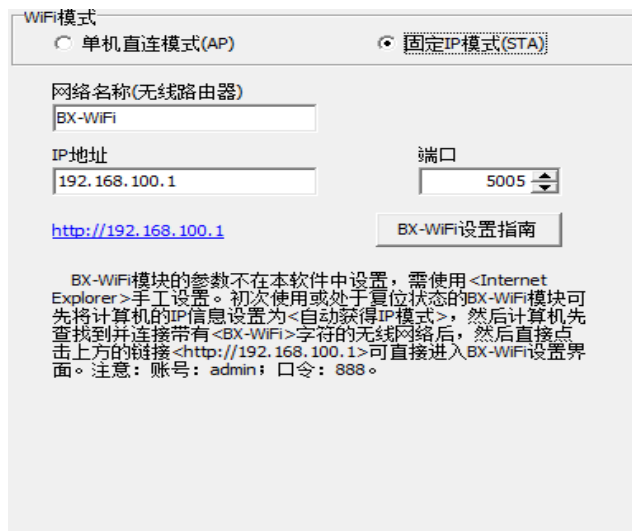 WiFi模式
单机直连模式(AP) 固定IP模式(STA)
网络名称(无线路由器)
BX-WiFi
IP地址 端口
192.168.100.1 5005
http://192.168.100.1 BX-WiFi设置指南
BX-WiFi模块的参数不在本软件中设置，需使用<Internet
Explorer>手工设置。初次使用或处于复位状态的BX-WiFi模块可
先将计算机的IP信息设置为<自动获得IP模式>，然后计算机先
查找到并连接带有<BX-WiFi>字符的无线网络后，然后直接点
击上方的链接<http://192.168.100.1>可直接进入BX-WiFi设置界
面。注意：账号：admin；口令：888。